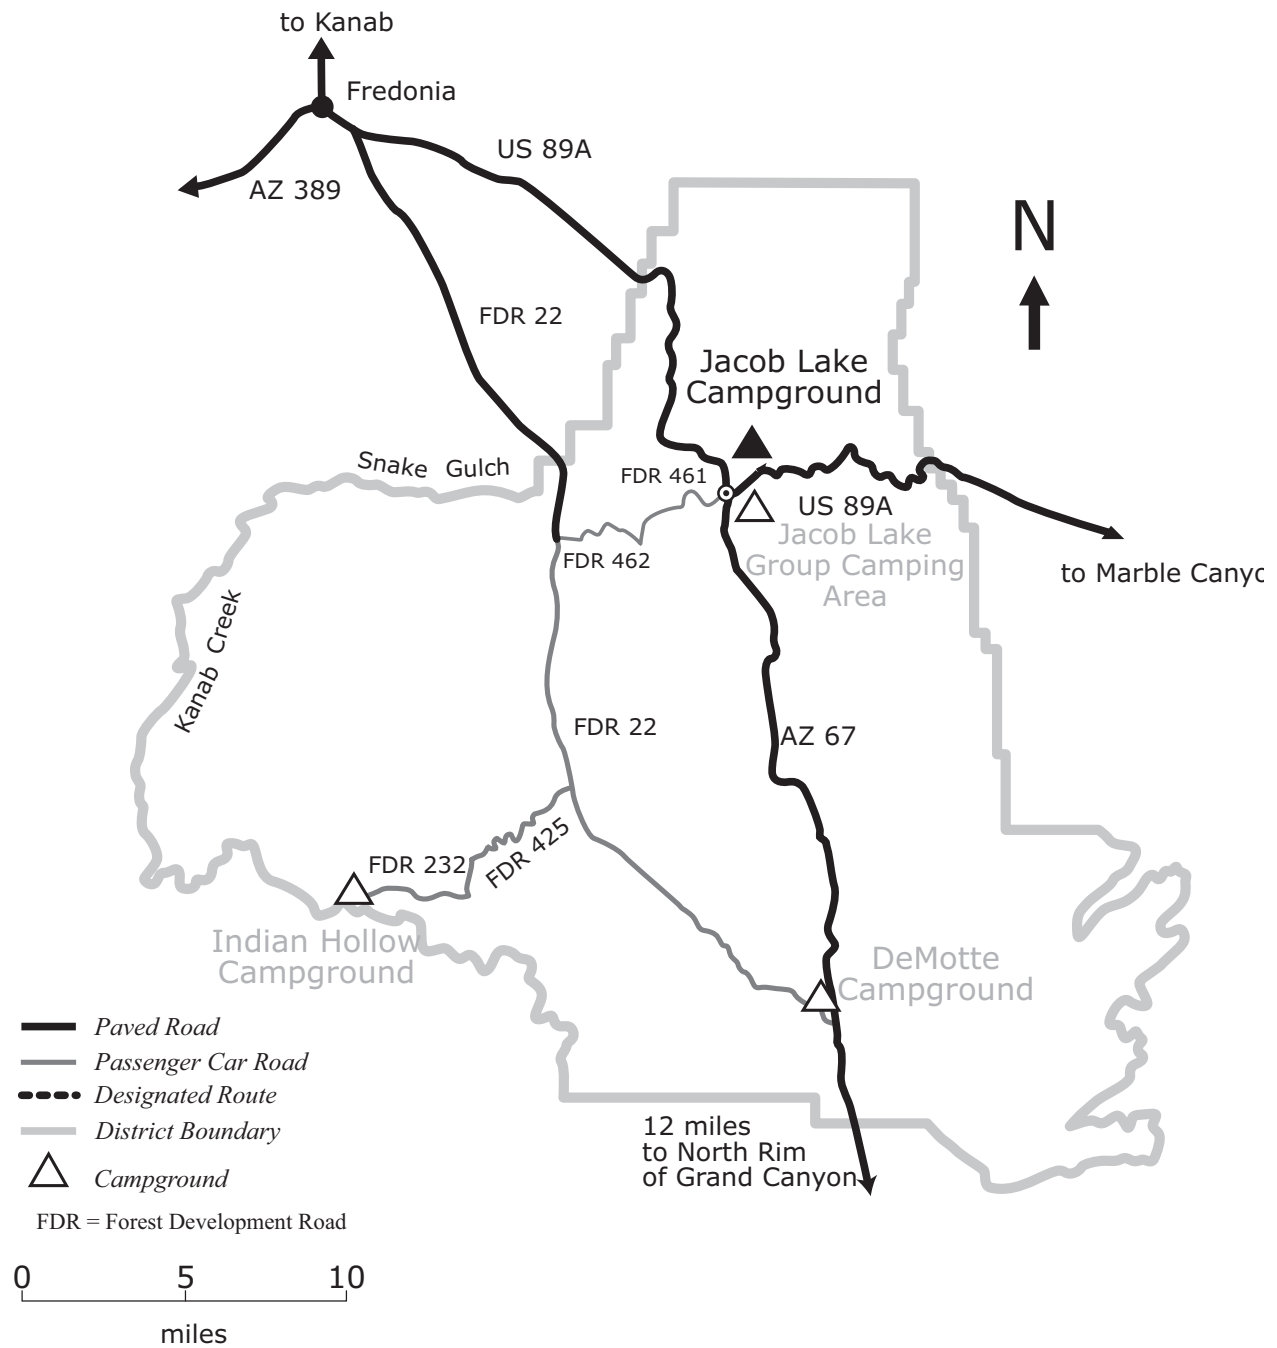 to Kanab
Fredonia
US 89A
AZ 389
N
FDR 22
Jacob Lake
Campground
Snake Gulch
FDR 461
US 89A
Jacob Lake
Group Camping
Area
FDR 462
to Marble Canyo
Kanab Creek
FDR 22
AZ 67
FDR 425
FDR 232
Indian Hollow
Campground
DeMotte
Campground
Paved Road
Passenger Car Road
Designated Route
District Boundary
Campground
FDR = Forest Development Road
12 miles
to North Rim
of Grand Canyon
0 5 10
miles